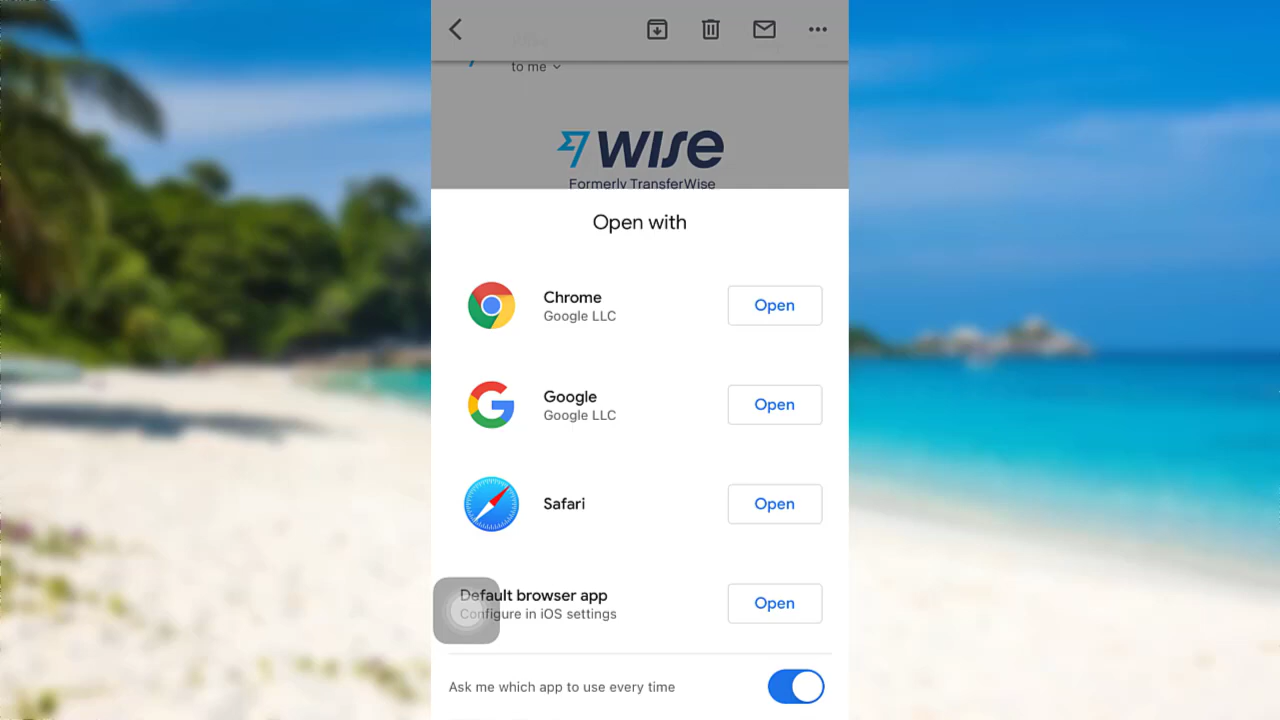 to me
wise
Formerly TransferWise
Open with
Chrome
Google LLC
Open
Google
Google LLC
Open
Safari
Open
Default browser app
Configure in iOS settings
Open
Ask me which app to use every time